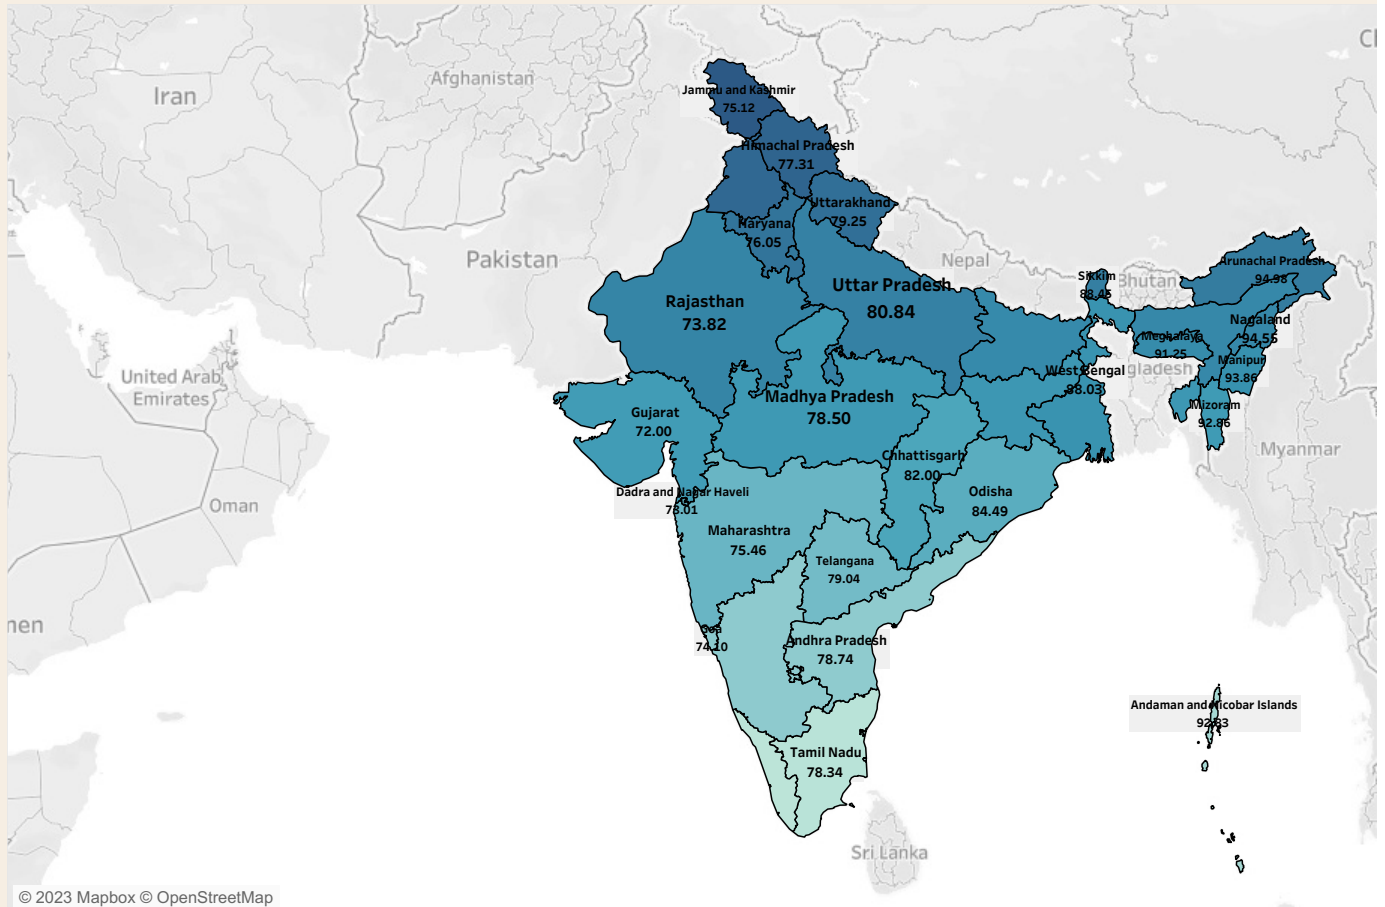 Afghanistan
Iran
Jammu and Kashmir
75.12
Himachal Pradesh
77.31
Uttarakhand
79.25
Haryana
76.05
Pakistan
Nepal
Bhutan
Sikkim
88.45
Arunachal Pradesh
94.98
Rajasthan
73.82
Uttar Pradesh
80.84
Nagaland
94.55
Meghalaya
91.25
Manipur
93.86
West Bengal
88.03
gladesh
Mizoram
92.86
United Arab
Emirates
Gujarat
72.00
Madhya Pradesh
78.50
Myanmar
Chhattisgarh
82.00
Oman
Dadra and Nagar Haveli
73.01
Odisha
84.49
Maharashtra
75.46
Telangana
79.04
men
Goa
74.10
Andhra Pradesh
78.74
Andaman and Nicobar Islands
92.83
Tamil Nadu
78.34
Sri Lanka
© 2023 Mapbox © OpenStreetMap